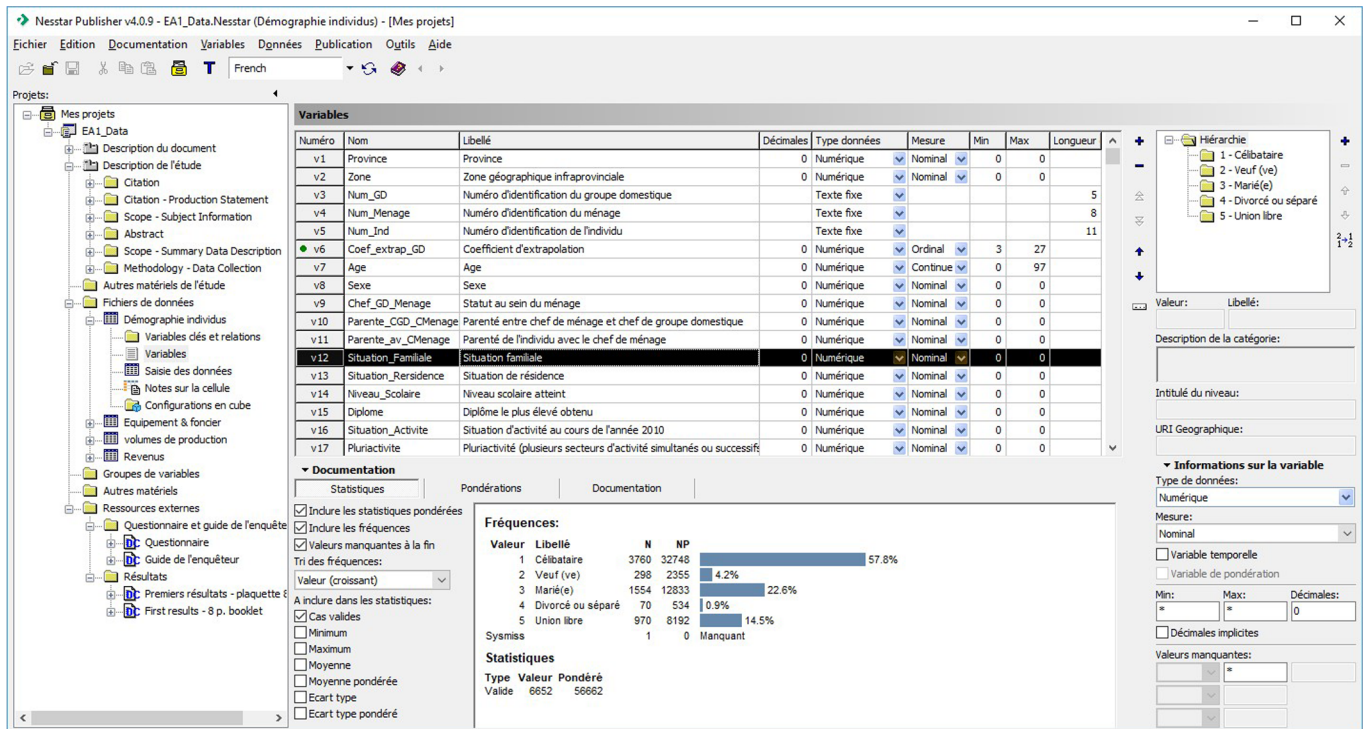 Nesstar Publisher v4.0.9 - EA1_Data.Nesstar (Démographie individus) - [Mes projets]
Fichier Edition Documentation Variables Données Publication Outils Aide
T French
Projets:
Mes projets
EA1_Data
Description du document
Description de l'étude
Citation
Citation - Production Statement
Scope - Subject Information
Abstract
Scope - Summary Data Description
Methodology - Data Collection
Autres matériels de l'étude
Fichiers de données
Démographie individus
Variables clés et relations
Variables
Saisie des données
Notes sur la cellule
Configurations en cube
Equipement & foncier
volumes de production
Revenus
Groupes de variables
Autres matériels
Ressources externes
Questionnaire et guide de l'enquête
DC Questionnaire
DC Guide de l'enquêteur
Résultats
DC Premiers résultats - plaquette 8
DC First results - 8 p. booklet
Variables
Numéro Nom Libellé Décimales Type données Mesure Min Max Longueur
v1 Province Province 0 Numérique Nominal 0 0
v2 Zone Zone géographique infraprovinciale 0 Numérique Nominal 0 0
v3 Num_GD Numéro d'identification du groupe domestique Texte fixe 5
v4 Num_Menage Numéro d'identification du ménage Texte fixe 8
v5 Num_Ind Numéro d'identification de l'individu Texte fixe 11
v6 Coef_extrap_GD Coefficient d'extrapolation 0 Numérique Ordinal 3 27
v7 Age Age 0 Numérique Continue 0 97
v8 Sexe Sexe 0 Numérique Nominal 0 0
v9 Chef_GD_Menage Statut au sein du ménage 0 Numérique Nominal 0 0
v10 Parente_CGD_CMenage Parenté entre chef de ménage et chef de groupe domestique 0 Numérique Nominal 0 0
v11 Parente_av_CMenage Parenté de l'individu avec le chef de ménage 0 Numérique Nominal 0 0
v12 Situation_Familiale Situation familiale 0 Numérique Nominal 0 0
v13 Situation_Rersidence Situation de résidence 0 Numérique Nominal 0 0
v14 Niveau_Scolaire Niveau scolaire atteint 0 Numérique Nominal 0 0
v15 Diplome Diplôme le plus élevé obtenu 0 Numérique Nominal 0 0
v16 Situation_Activite Situation d'activité au cours de l'année 2010 0 Numérique Nominal 0 0
v17 Pluriactivite Pluriactivité (plusieurs secteurs d'activité simultanés ou successifs 0 Numérique Nominal 0 0
Documentation
Statistiques Pondérations Documentation
Inclure les statistiques pondérées
Inclure les fréquences
Valeurs manquantes à la fin
Tri des fréquences:
Valeur (croissant)
A inclure dans les statistiques:
Cas valides
Minimum
Maximum
Moyenne
Moyenne pondérée
Ecart type
Ecart type pondéré
Fréquences:
Valeur Libellé N NP
1 Célibataire 3760 32748 57.8%
2 Veuf (ve) 298 2355 4.2%
3 Marié(e) 1554 12833 22.6%
4 Divorcé ou séparé 70 534 0.9%
5 Union libre 970 8192 14.5%
Sysmiss 1 0 Manquant
Statistiques
Type Valeur Pondéré
Valide 6652 56662
Hiérarchie
1 - Célibataire
2 - Veuf (ve)
3 - Marié(e)
4 - Divorcé ou séparé
5 - Union libre
Valeur: Libellé:
Description de la catégorie:
Intitulé du niveau:
URI Geographique:
Informations sur la variable
Type de données:
Numérique
Mesure:
Nominal
Variable temporelle
Variable de pondération
Min: Max: Décimales:
* * 0
Décimales implicites
Valeurs manquantes:
*